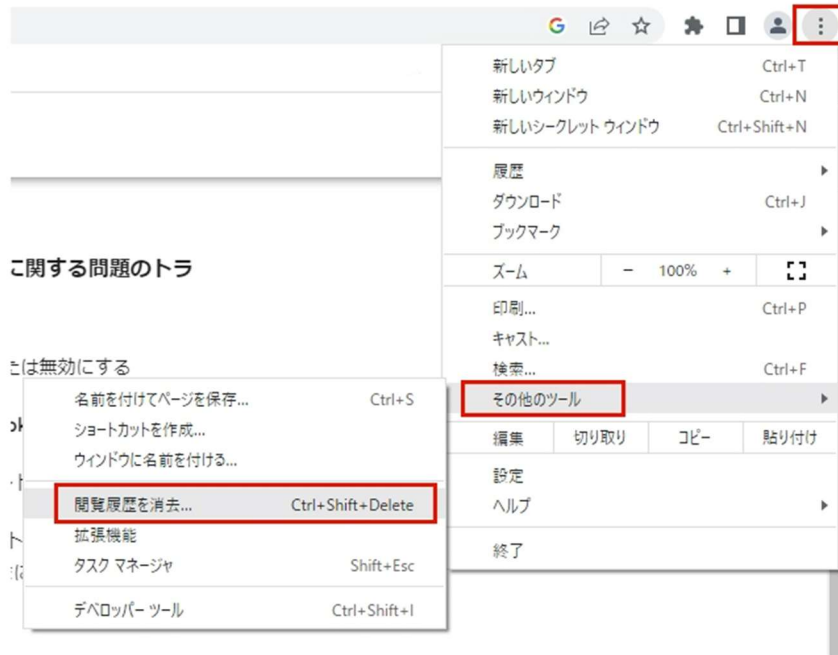 新しいタブ Ctrl+T
新しいウィンドウ Ctrl+N
新しいシークレット ウィンドウ Ctrl+Shift+N
履歴
ダウンロード Ctrl+J
ブックマーク
ズーム - 100% +
印刷... Ctrl+P
キャスト...
検索... Ctrl+F
その他のツール
編集 切り取り コピー 貼り付け
設定
ヘルプ
終了
に関する問題のトラ
たは無効にする
名前を付けてページを保存... Ctrl+S
ショートカットを作成...
ウィンドウに名前を付ける...
閲覧履歴を消去... Ctrl+Shift+Delete
拡張機能
タスク マネージャ Shift+Esc
デベロッパー ツール Ctrl+Shift+I